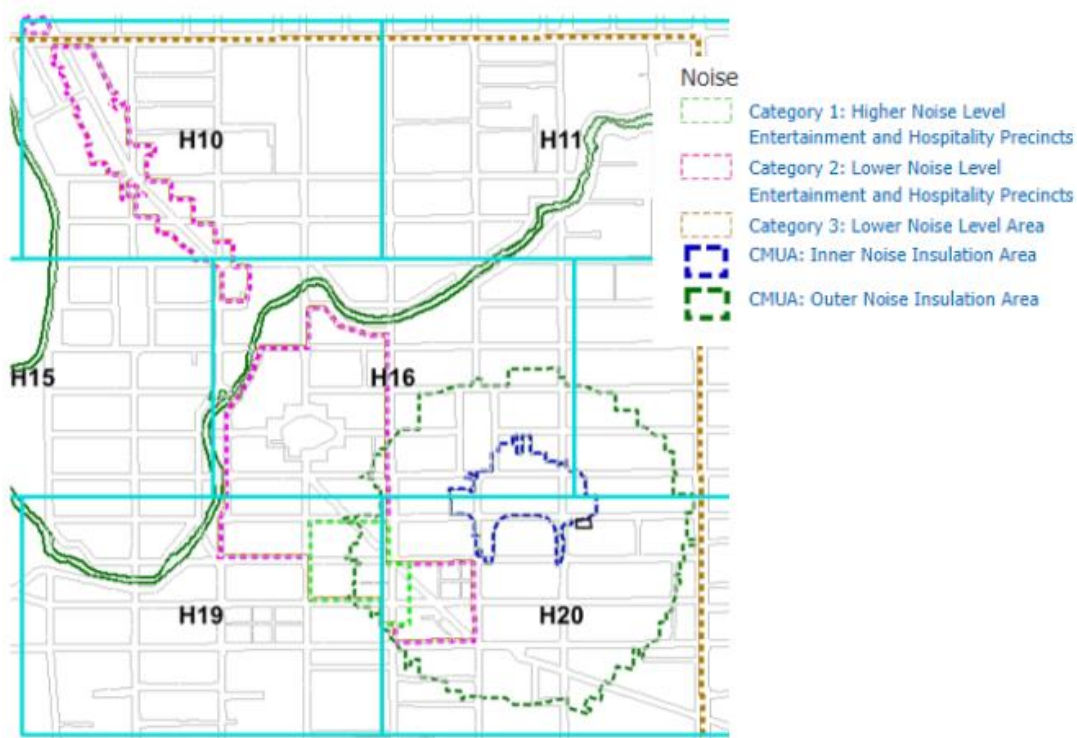 H10
H11
H15
H16
H19
H20
Noise
Category 1: Higher Noise Level
Entertainment and Hospitality Precincts
Category 2: Lower Noise Level
Entertainment and Hospitality Precincts
Category 3: Lower Noise Level Area
CMUA: Inner Noise Insulation Area
CMUA: Outer Noise Insulation Area